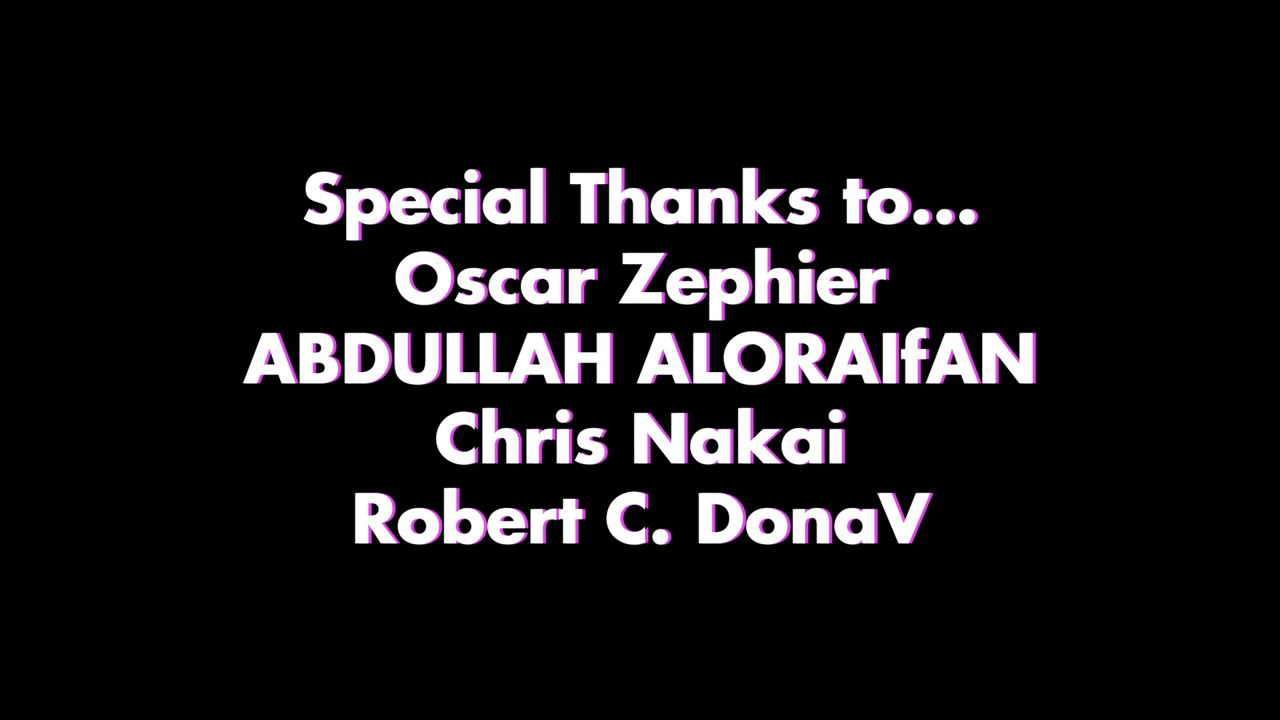 Special Thanks to...
Oscar Zephier
ABDULLAH ALORAIfAN
Chris Nakai
Robert C. DonaV